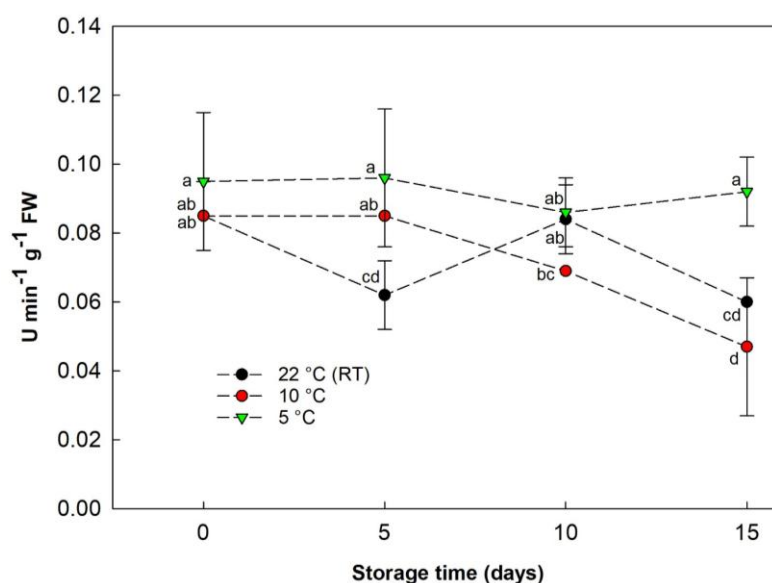 0.14
0.12
0.10
0.08
0.06
0.04
0.02
0.00
U min⁻¹ g⁻¹ FW
a
ab
ab
a
ab
cd
ab
ab
bc
a
cd
d
22 °C (RT)
10 °C
5 °C
0 5 10 15
Storage time (days)